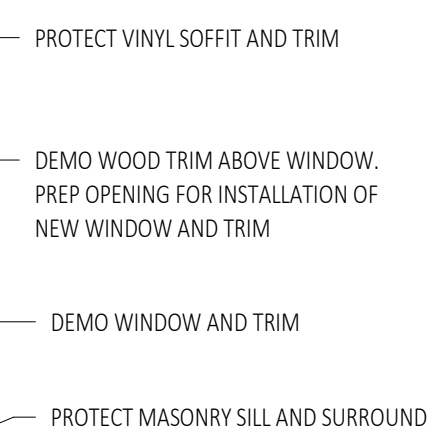 PROTECT VINYL SOFFIT AND TRIM
DEMO WOOD TRIM ABOVE WINDOW.
PREP OPENING FOR INSTALLATION OF
NEW WINDOW AND TRIM
DEMO WINDOW AND TRIM
PROTECT MASONRY SILL AND SURROUND